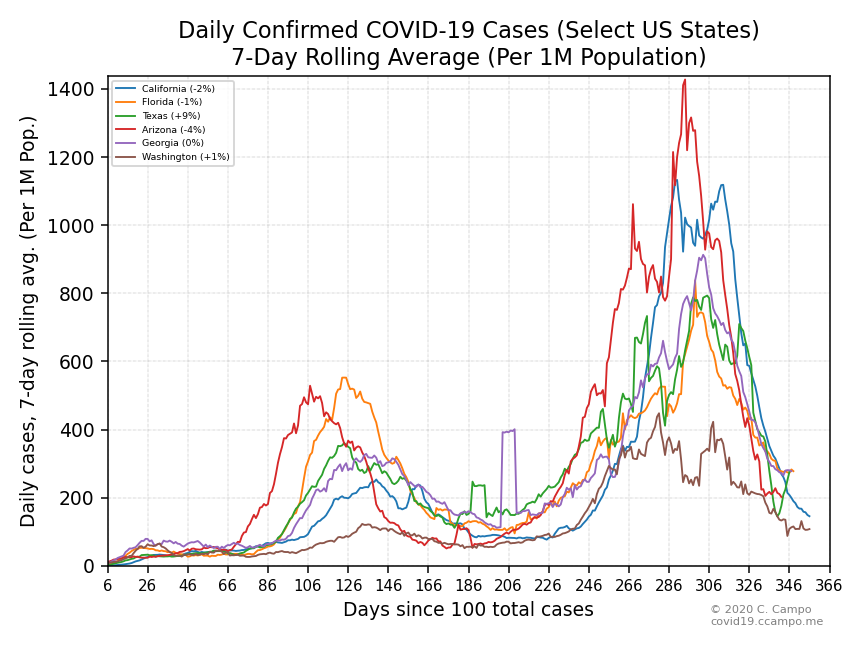 Daily Confirmed COVID-19 Cases (Select US States)
7-Day Rolling Average (Per 1M Population)
Daily cases, 7-day rolling avg. (Per 1M Pop.)
1400
1200
1000
800
600
400
200
0
California (-2%)
Florida (-1%)
Texas (+9%)
Arizona (-4%)
Georgia (0%)
Washington (+1%)
6 26 46 66 86 106 126 146 166 186 206 226 246 266 286 306 326 346 366
Days since 100 total cases
© 2020 C. Campo
covid19.ccampo.me